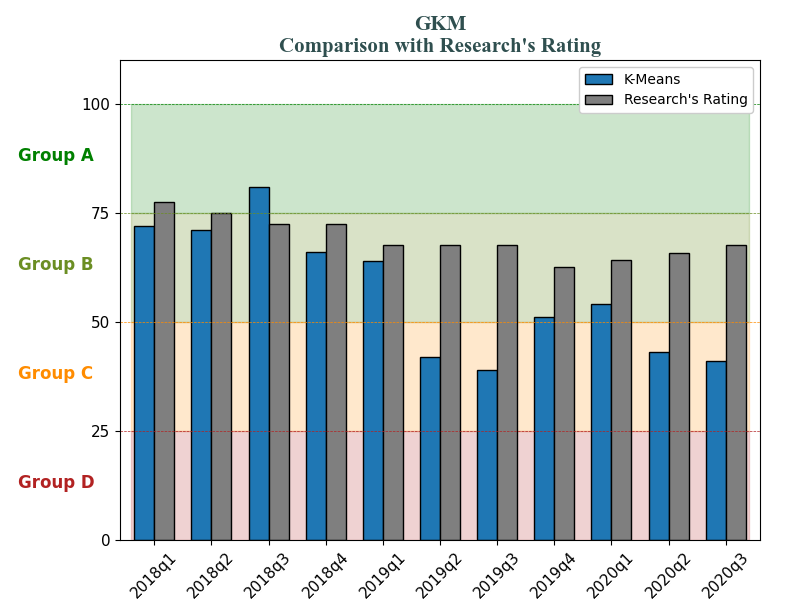 GKM
Comparison with Research's Rating
K-Means
Research's Rating
100
Group A
75
Group B
50
Group C
25
Group D
0
2018q1
2018q2
2018q3
2018q4
2019q1
2019q2
2019q3
2019q4
2020q1
2020q2
2020q3